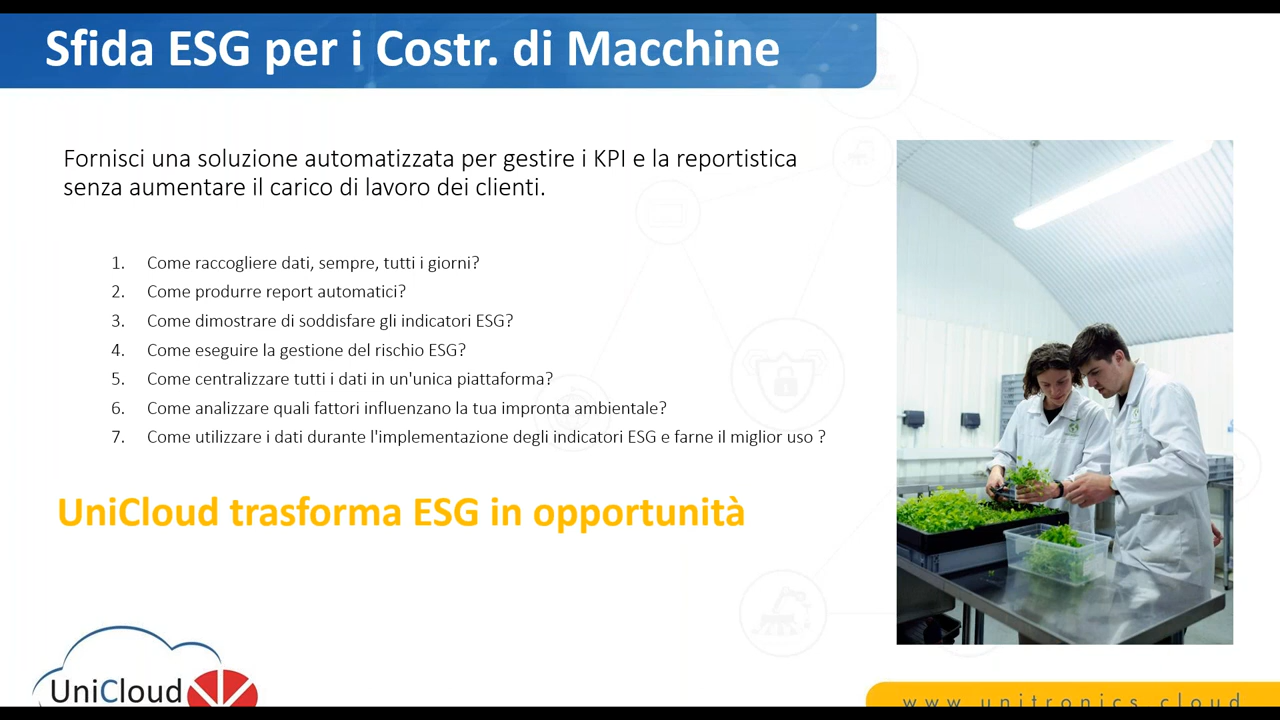 Sfida ESG per i Costr. di Macchine
Fornisci una soluzione automatizzata per gestire i KPI e la reportistica
senza aumentare il carico di lavoro dei clienti.
1. Come raccogliere dati, sempre, tutti i giorni?
2. Come produrre report automatici?
3. Come dimostrare di soddisfare gli indicatori ESG?
4. Come eseguire la gestione del rischio ESG?
5. Come centralizzare tutti i dati in un'unica piattaforma?
6. Come analizzare quali fattori influenzano la tua impronta ambientale?
7. Come utilizzare i dati durante l'implementazione degli indicatori ESG e farne il miglior uso ?
UniCloud trasforma ESG in opportunità
UniCloud
www.unitronics.cloud